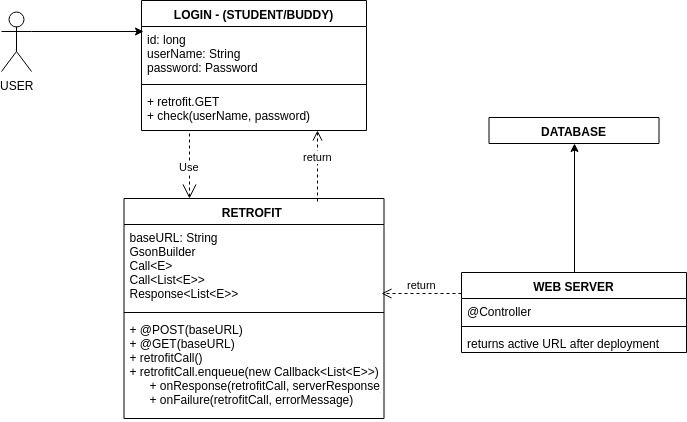 LOGIN - (STUDENT/BUDDY)
id: long
userName: String
password: Password
+ retrofit.GET
+ check(userName, password)
USER
Use
return
DATABASE
RETROFIT
baseURL: String
GsonBuilder
Call<E>
Call<List<E>>
Response<List<E>>
+ @POST(baseURL)
+ @GET(baseURL)
+ retrofitCall()
+ retrofitCall.enqueue(new Callback<List<E>>)
+ onResponse(retrofitCall, serverResponse
+ onFailure(retrofitCall, errorMessage)
return
WEB SERVER
@Controller
returns active URL after deployment